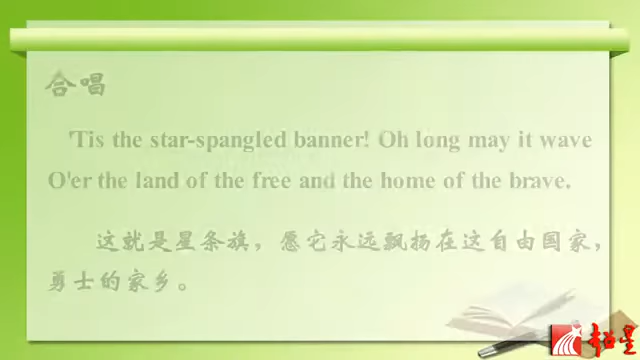 合唱
'Tis the star-spangled banner! Oh long may it wave
O'er the land of the free and the home of the brave.
这就是星条旗，愿它永远飘扬在这自由国家，
勇士的家乡。